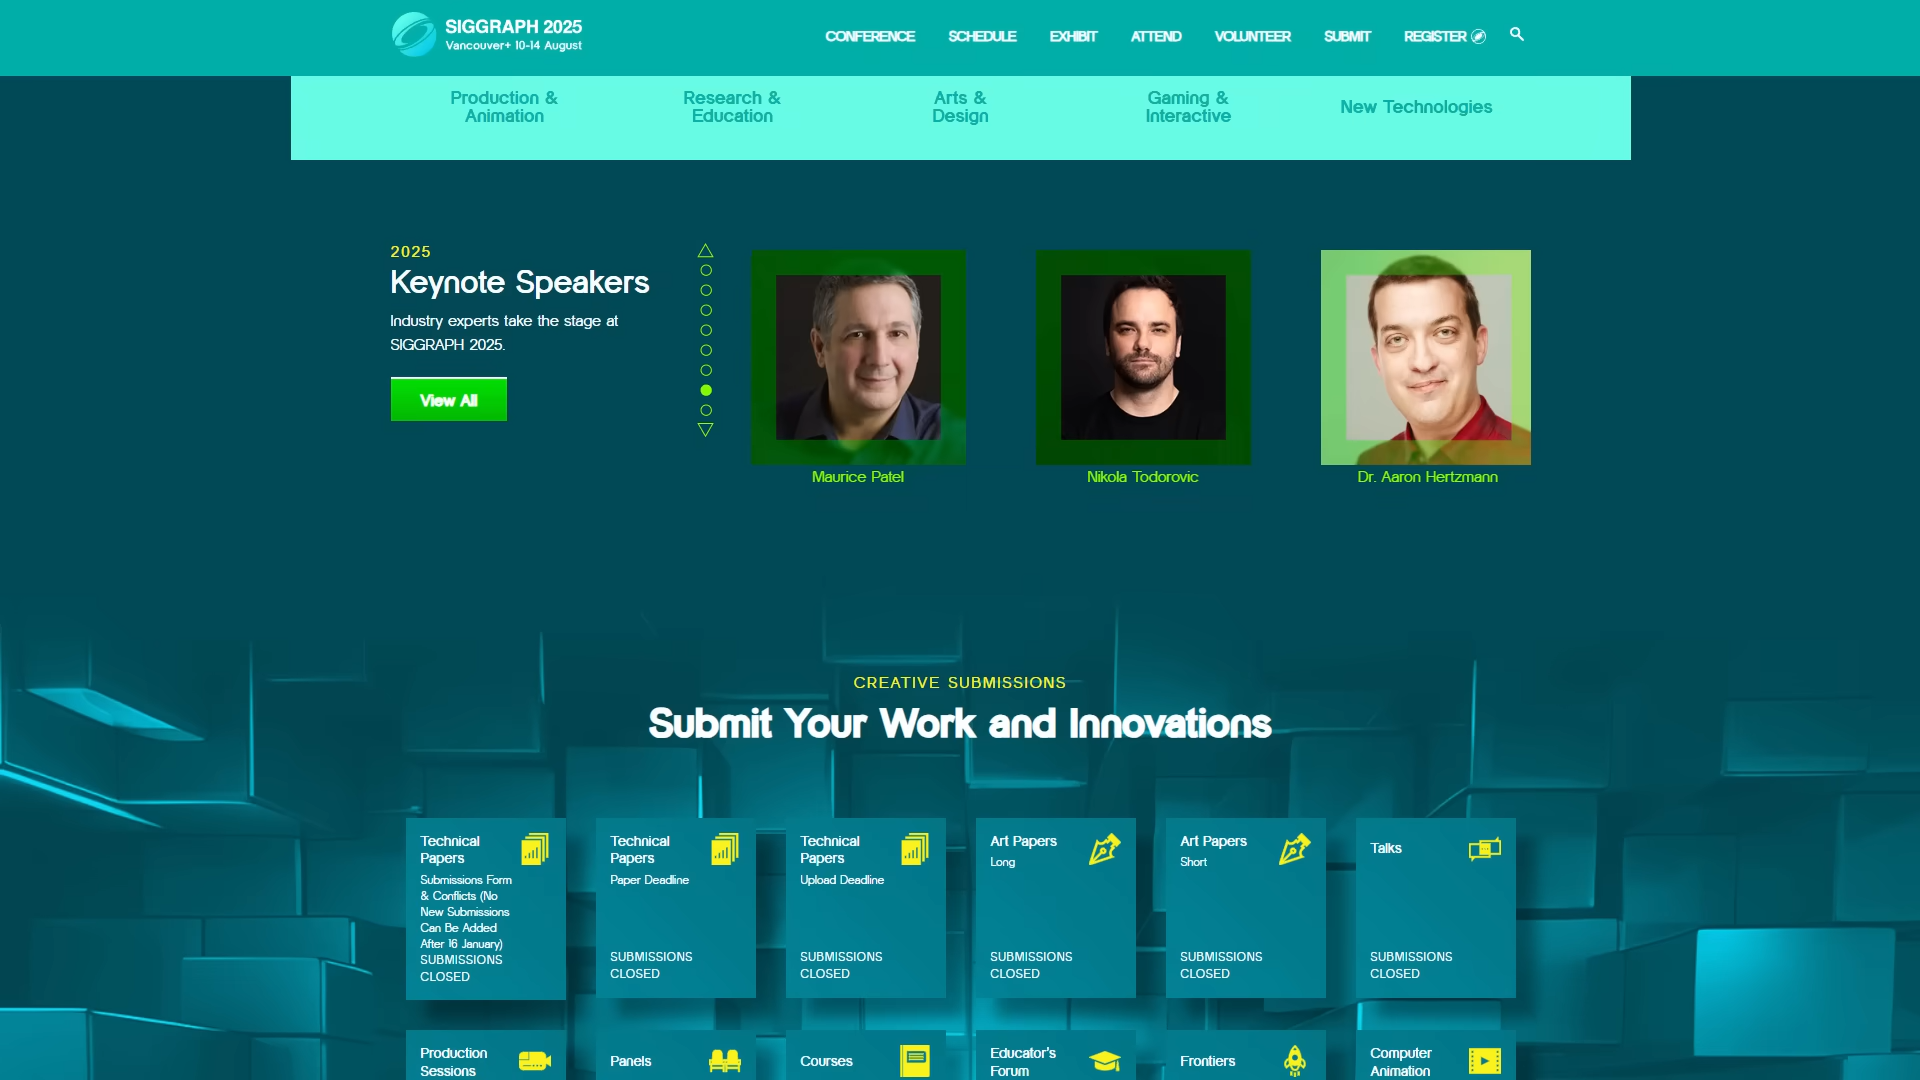 SIGGRAPH 2025
Vancouver+ 10-14 August
CONFERENCE
SCHEDULE
EXHIBIT
ATTEND
VOLUNTEER
SUBMIT
REGISTER
Production &
Animation
Research &
Education
Arts &
Design
Gaming &
Interactive
New Technologies
2025
Keynote Speakers
Industry experts take the stage at
SIGGRAPH 2025.
View All
Maurice Patel
Nikola Todorovic
Dr. Aaron Hertzmann
CREATIVE SUBMISSIONS
Submit Your Work and Innovations
Technical
Papers
Submissions Form
& Conflicts (No
New Submissions
Can Be Added
After 16 January)
SUBMISSIONS
CLOSED
Technical
Papers
Paper Deadline
SUBMISSIONS
CLOSED
Technical
Papers
Upload Deadline
SUBMISSIONS
CLOSED
Art Papers
Long
SUBMISSIONS
CLOSED
Art Papers
Short
SUBMISSIONS
CLOSED
Talks
SUBMISSIONS
CLOSED
Production
Sessions
Panels
Courses
Educator's
Forum
Frontiers
Computer
Animation